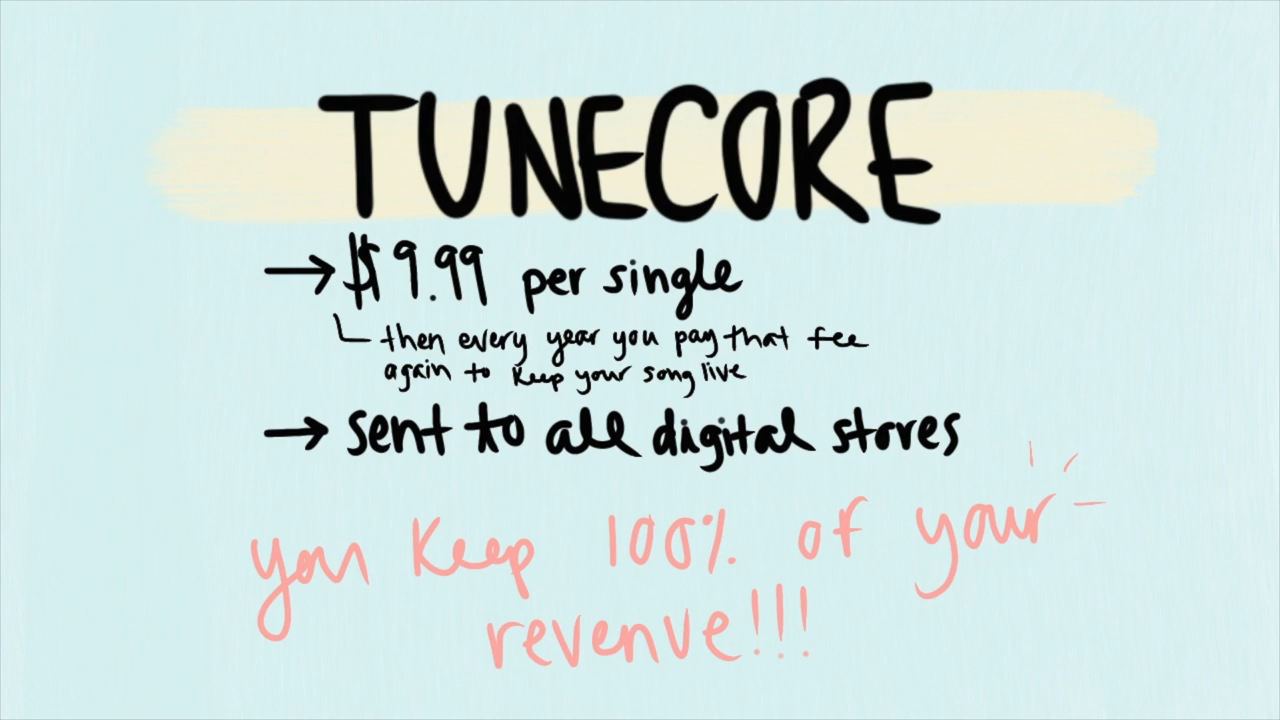 TUNECORE
→ $9.99 per single
then every year you pay that fee
again to keep your song live
→ sent to all digital stores
you keep 100% of your
revenue!!!